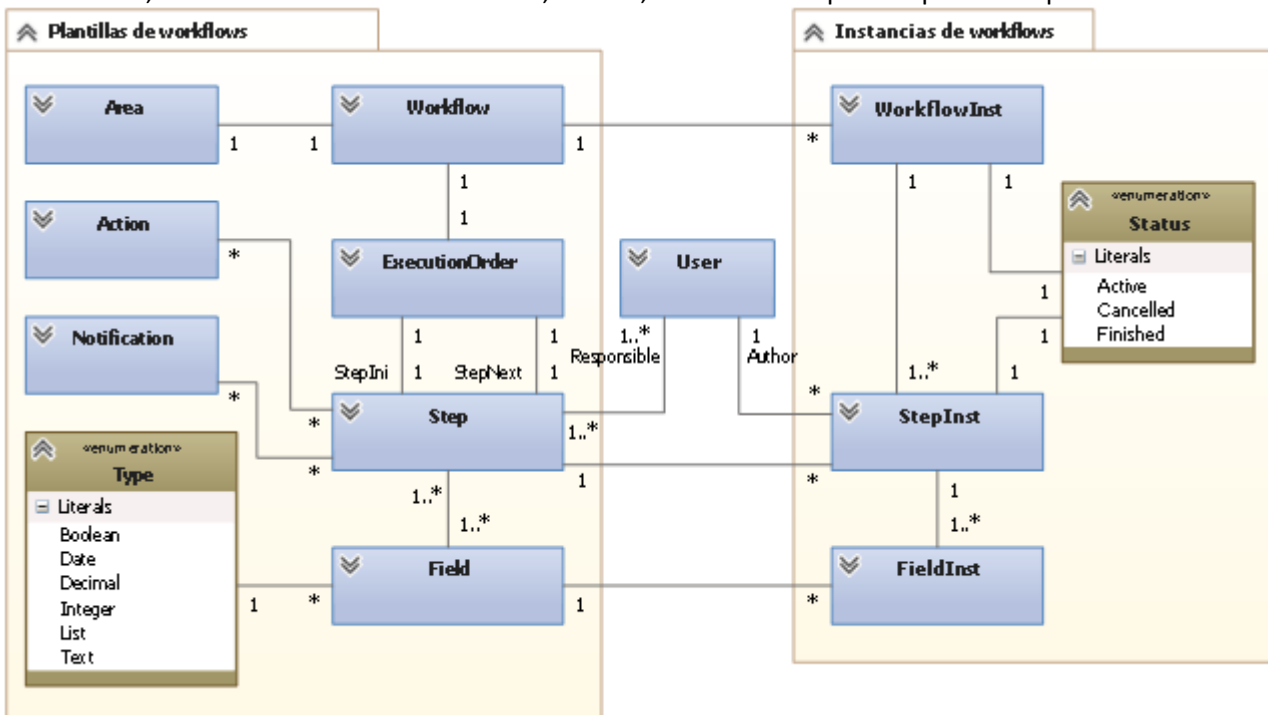 Plantillas de workflows
Instancias de workflows
Area
Workflow
WorkflowInst
1
1
1
*
1
1
1
1
«enumeration»
Status
Action
*
ExecutionOrder
User
Literals
Active
Cancelled
Finished
1
1
Notification
*
1
1
1..*
1
Responsible
Author
StepIni
1
StepNext
1
1..*
1
*
Step
StepInst
*
*
1..*
1
*
«enumeration»
Type
Literals
Boolean
Date
Decimal
Integer
List
Text
1..*
1..*
1
1..*
Field
FieldInst
1
*
1
*